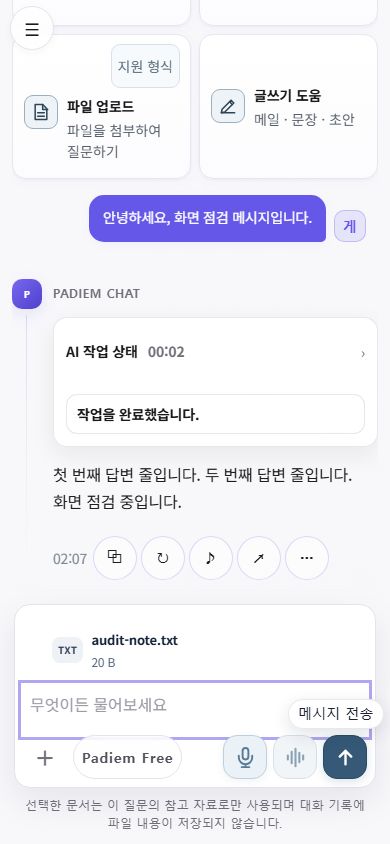 지원 형식
파일 업로드
파일을 첨부하여
질문하기
글쓰기 도움
메일 · 문장 · 초안
안녕하세요, 화면 점검 메시지입니다.
게
P
PADIEM CHAT
AI 작업 상태 00:02
작업을 완료했습니다.
첫 번째 답변 줄입니다. 두 번째 답변 줄입니다.
화면 점검 중입니다.
02:07
TXT
audit-note.txt
20 B
무엇이든 물어보세요
메시지 전송
Padiem Free
선택한 문서는 이 질문의 참고 자료로만 사용되며 대화 기록에
파일 내용이 저장되지 않습니다.